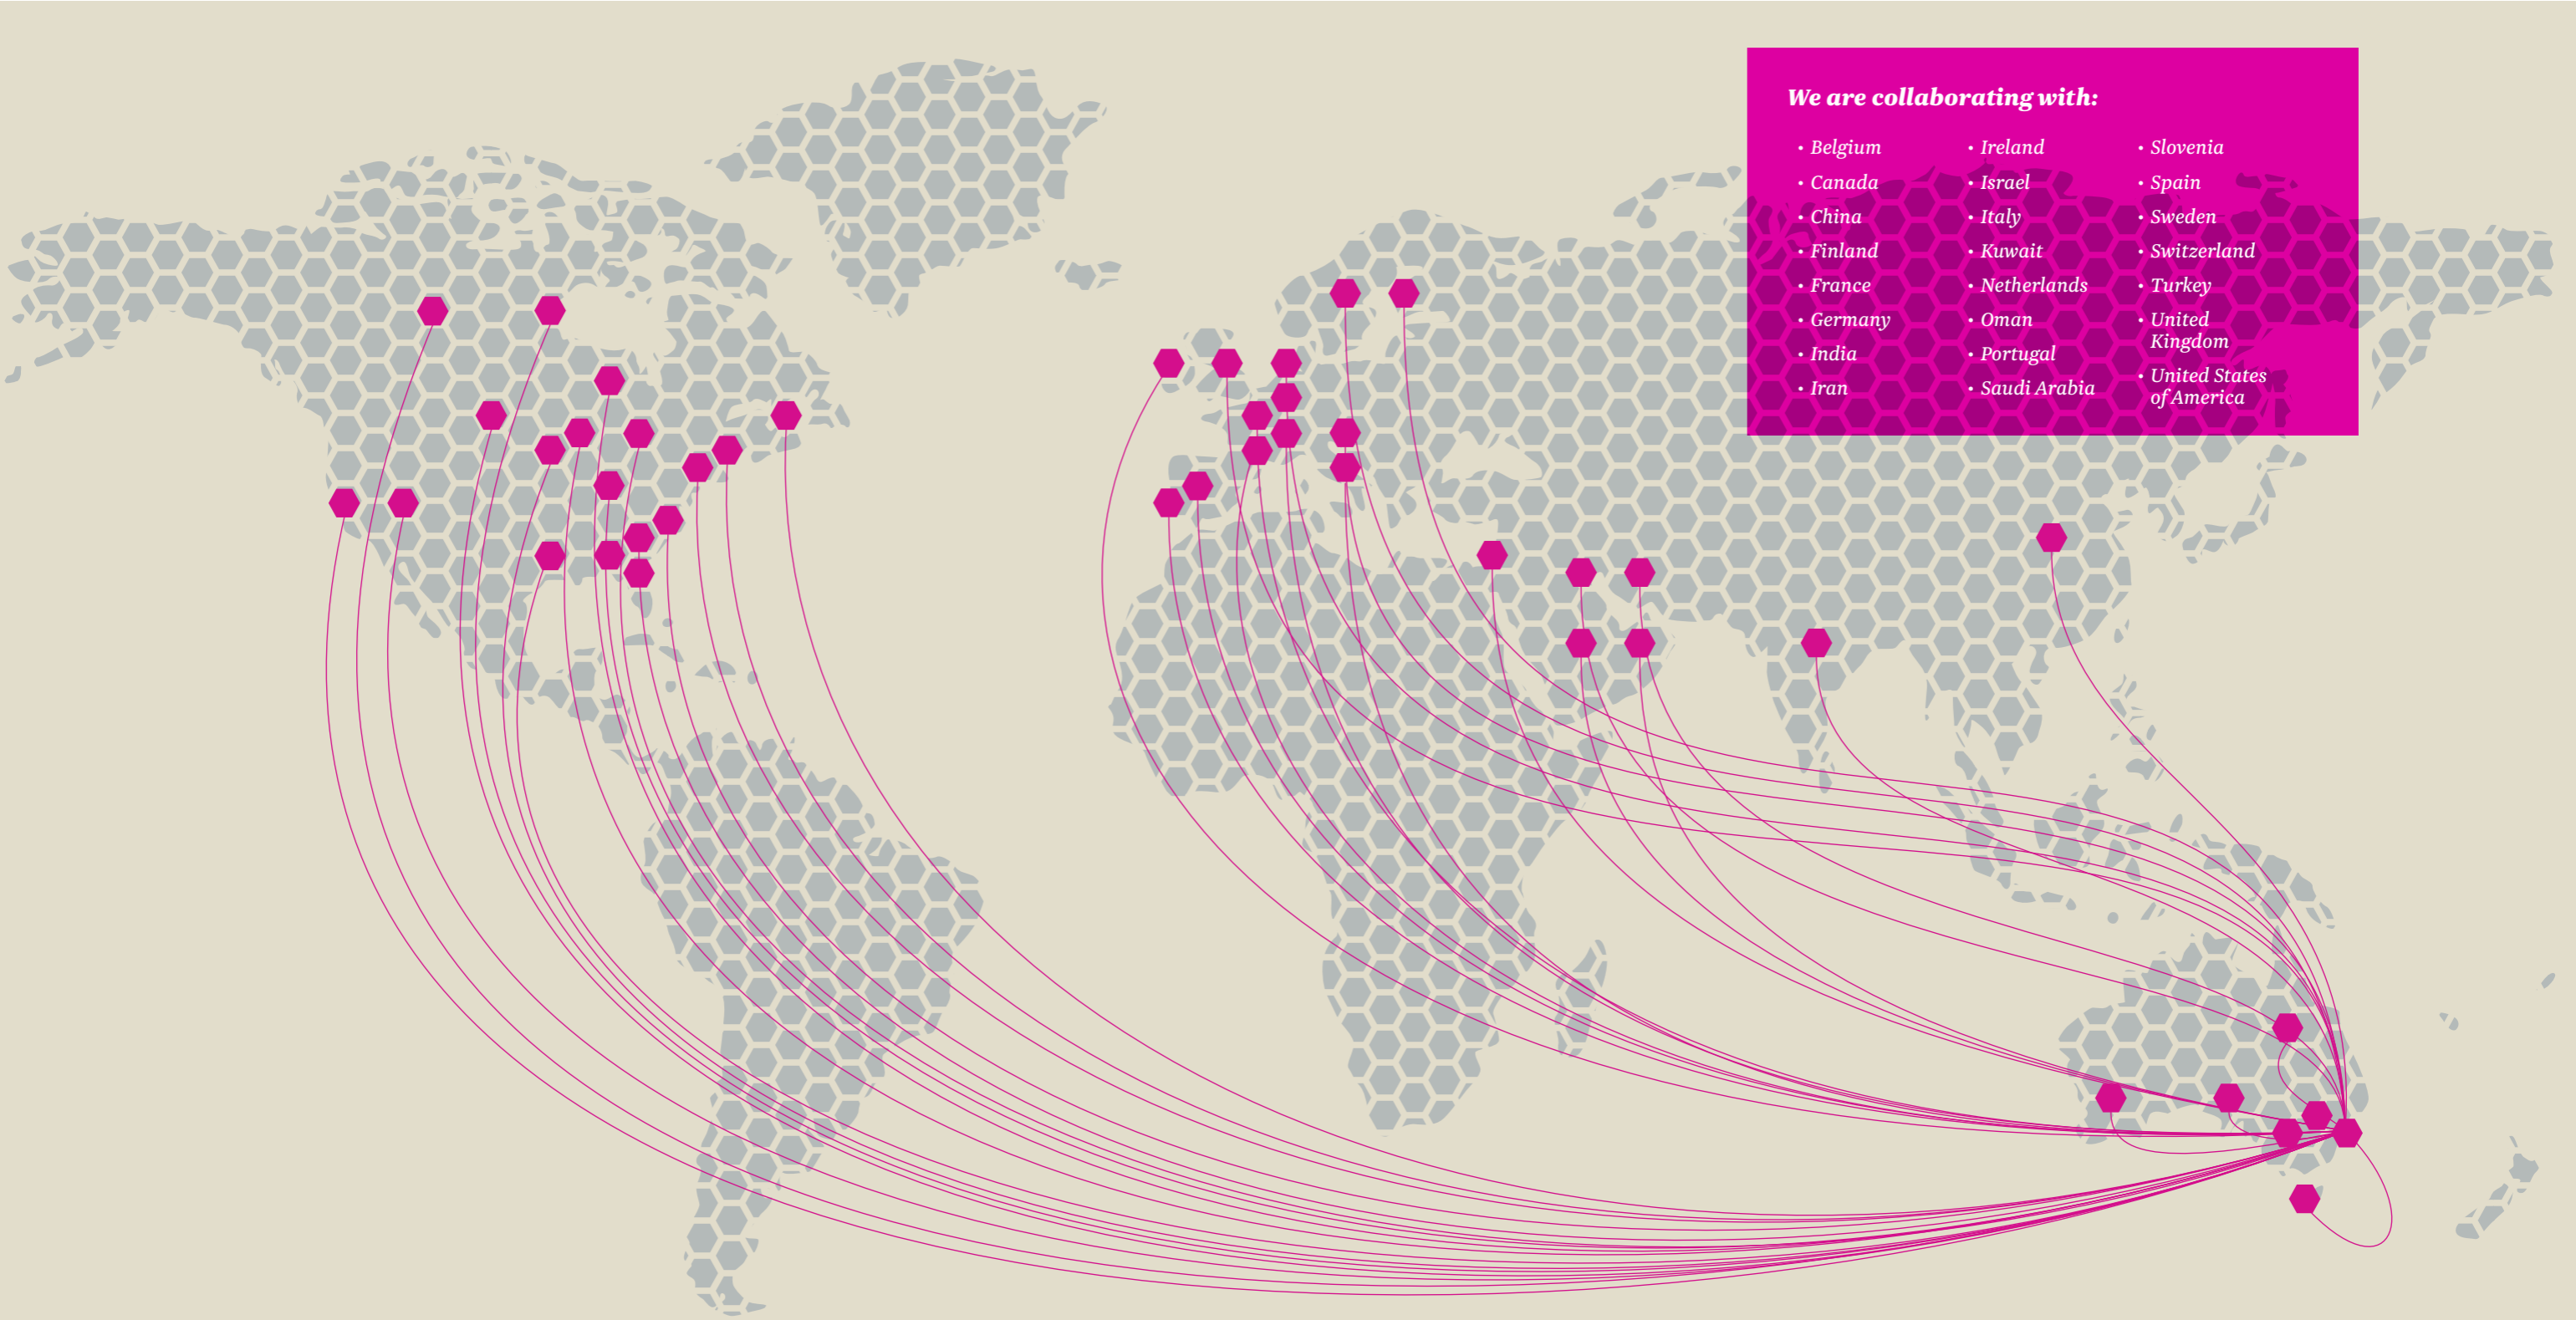 We are collaborating with:
• Belgium
• Canada
• China
• Finland
• France
• Germany
• India
• Iran
• Ireland
• Israel
• Italy
• Kuwait
• Netherlands
• Oman
• Portugal
• Saudi Arabia
• Slovenia
• Spain
• Sweden
• Switzerland
• Turkey
• United
Kingdom
• United States
of America